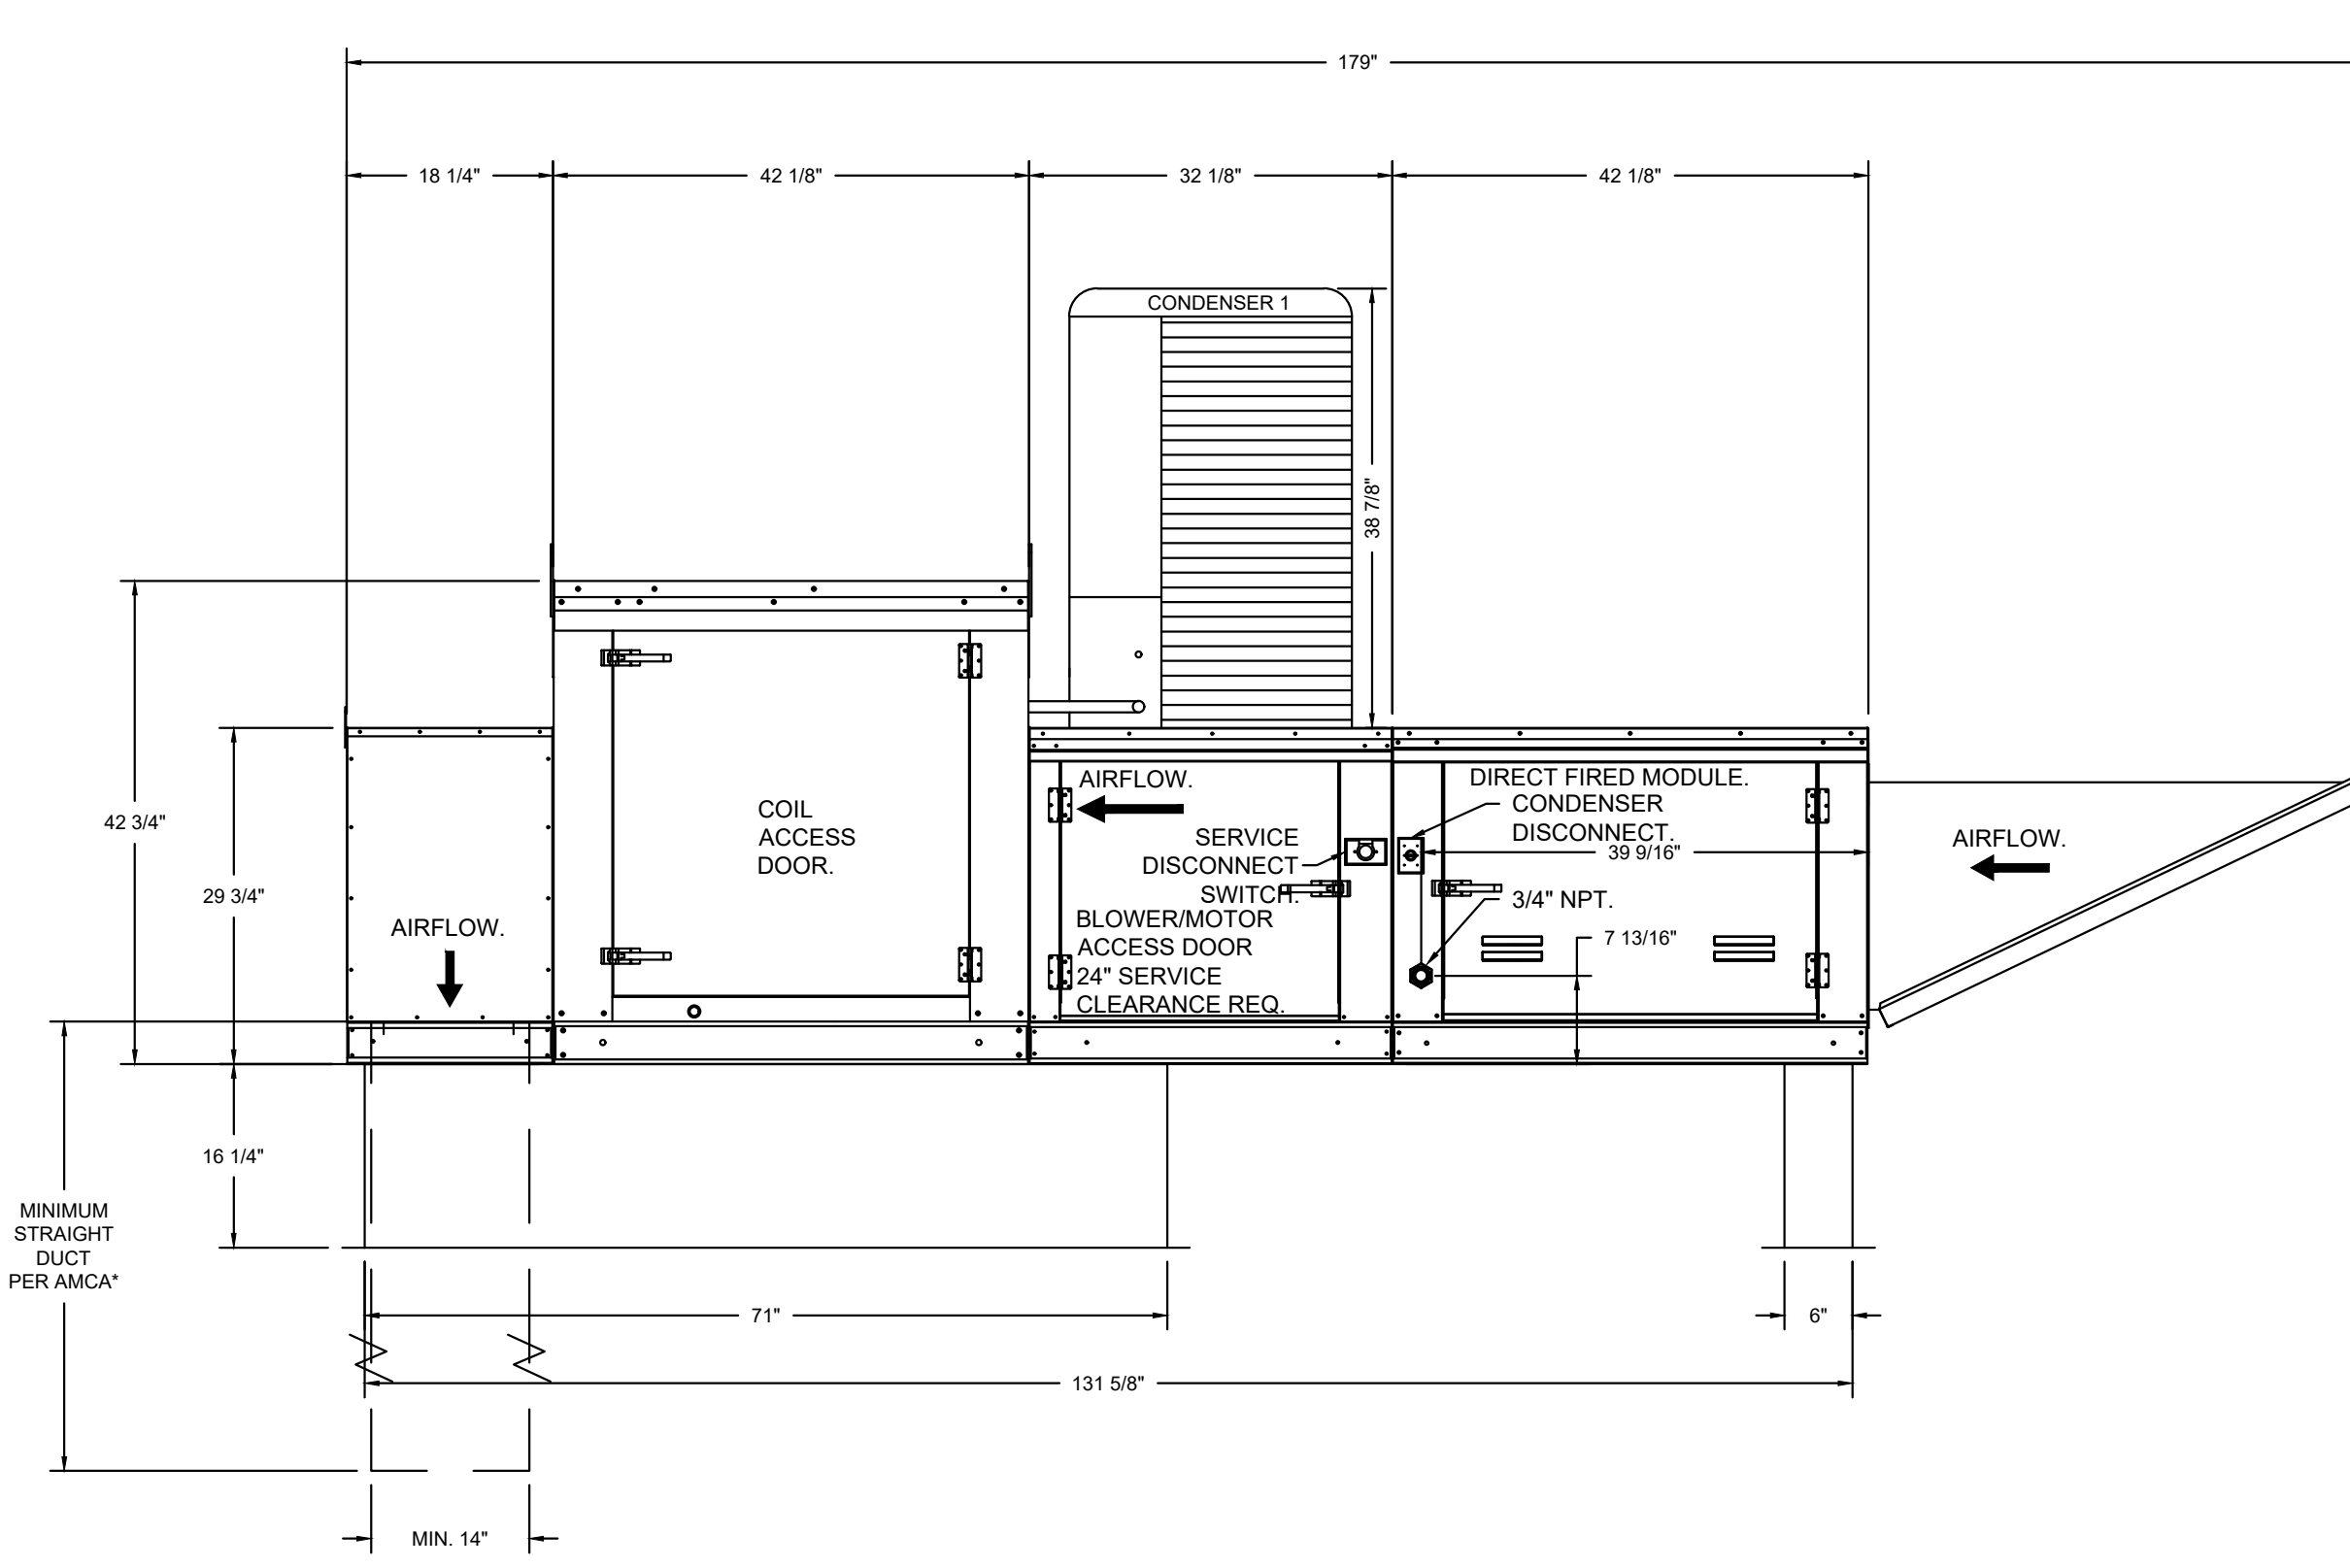 179"
18 1/4"
42 1/8"
32 1/8"
42 1/8"
CONDENSER 1
38 7/8"
42 3/4"
29 3/4"
AIRFLOW.
COIL
ACCESS
DOOR.
AIRFLOW.
SERVICE
DISCONNECT
SWITCH.
BLOWER/MOTOR
ACCESS DOOR
24" SERVICE
CLEARANCE REQ.
DIRECT FIRED MODULE.
CONDENSER
DISCONNECT.
39 9/16"
3/4" NPT.
7 13/16"
AIRFLOW.
16 1/4"
MINIMUM
STRAIGHT
DUCT
PER AMCA*
71"
6"
131 5/8"
MIN. 14"